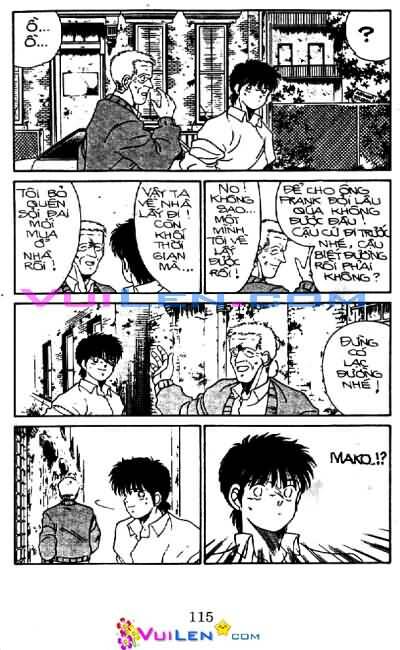 Ồ...
Ồ...
?
TÔI BỎ
QUÊN
SỢI ĐAI
MỚI
MUA
Ở
NHÀ
RỒI!
VẬY TA
VỀ NHÀ
LẤY ĐI!
CÒN
KHỐI
THỜI
GIAN
MÀ...
NO!
KHÔNG
SAO...
MỘT
MÌNH
TÔI VỀ
LẤY
ĐƯỢC
RỒI!
ĐỂ CHO ÔNG
FRANK ĐỢI LÂU
QUÁ KHÔNG
ĐƯỢC ĐÂU!
CẬU CỨ ĐI TRƯỚC
NHÉ, CẬU
BIẾT ĐƯỜNG
RỒI PHẢI
KHÔNG?
VUILEN.COM
ĐỪNG
CÓ
LẠC
ĐƯỜNG
NHÉ!
MAKO..!?
115
VUILEN.COM